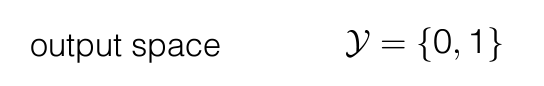 output space 𝒴 = {0, 1}